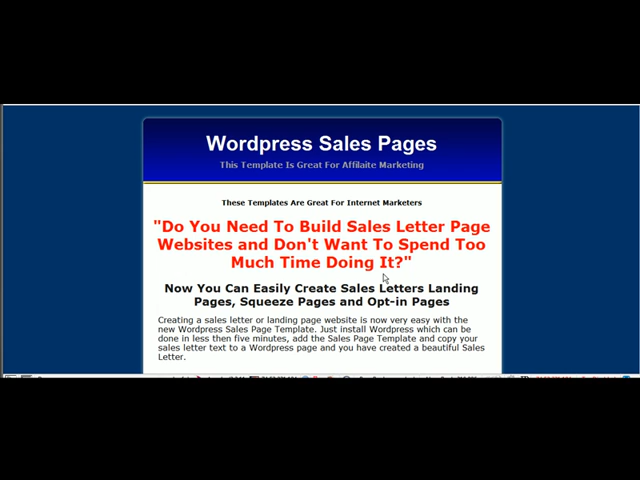 Wordpress Sales Pages
This Template Is Great For Affilaite Marketing
These Templates Are Great For Internet Marketers
"Do You Need To Build Sales Letter Page
Websites and Don't Want To Spend Too
Much Time Doing It?"
Now You Can Easily Create Sales Letters Landing
Pages, Squeeze Pages and Opt-in Pages
Creating a sales letter or landing page website is now very easy with the
new Wordpress Sales Page Template. Just install Wordpress which can be
done in less then five minutes, add the Sales Page Template and copy your
sales letter text to a Wordpress page and you have created a beautiful Sales
Letter.